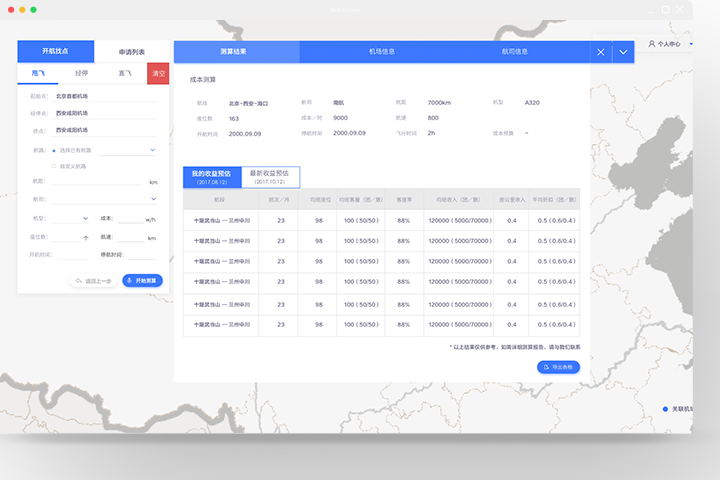 开航找点
申请列表
甩飞
经停
直飞
清空
起始点：
北京首都机场
经停点：
西安咸阳机场
终点：
西安咸阳机场
航路：
选择已有航路
自定义航路
航距：
km
航司：
机型：
成本：
w/h
座位数：
个
航速：
km
开航时间：
停航时间：
返回上一步
开始测算
测算结果
机场信息
航司信息
个人中心
成本测算
航线 北京-西安-海口 航司 南航 航距 7000km 机型 A320
座位数 163 成本／时 9000 航速 800
开航时间 2000.09.09 停航时间 2000.09.09 飞行时间 2h 成本预算 –
我的收益预估
（2017.08.12）
最新收益预估
（2017.10.12）
航段 班次／月 均班座位 均班客量（团／散） 客座率 均班收入（团／散） 座公里收入 平均折扣（团／散）
十堰武当山 — 兰州中川 23 98 100（50/50） 88% 120000（5000/70000） 0.4 0.5（0.6/0.4）
十堰武当山 — 兰州中川 23 98 100（50/50） 88% 120000（5000/70000） 0.4 0.5（0.6/0.4）
十堰武当山 — 兰州中川 23 98 100（50/50） 88% 120000（5000/70000） 0.4 0.5（0.6/0.4）
十堰武当山 — 兰州中川 23 98 100（50/50） 88% 120000（5000/70000） 0.4 0.5（0.6/0.4）
十堰武当山 — 兰州中川 23 98 100（50/50） 88% 120000（5000/70000） 0.4 0.5（0.6/0.4）
十堰武当山 — 兰州中川 23 98 100（50/50） 88% 120000（5000/70000） 0.4 0.5（0.6/0.4）
* 以上结果仅供参考，如需详细测算报告，请与我们联系
导出表格
关联机